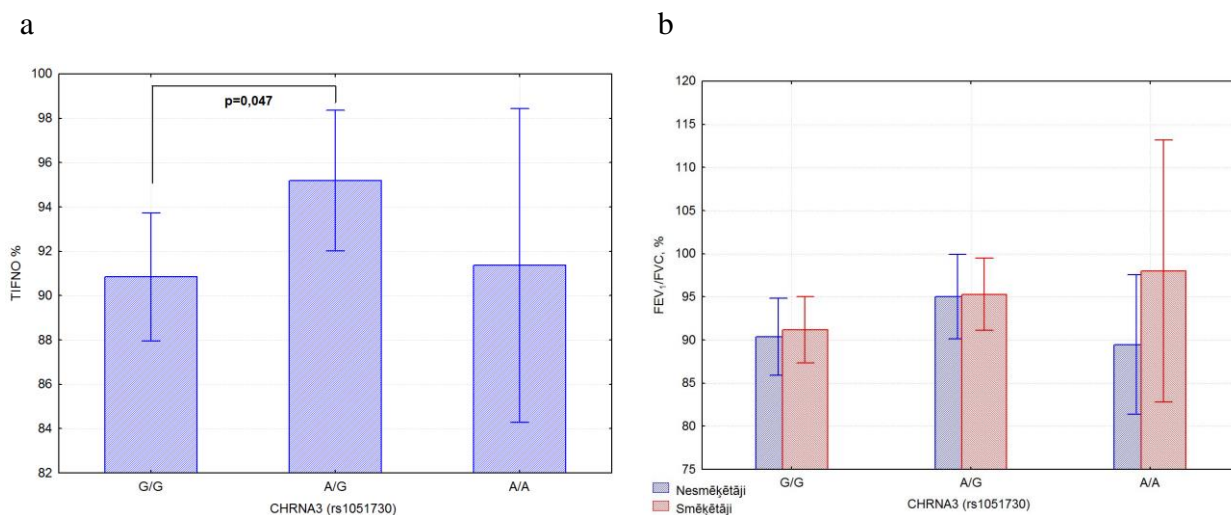 a
100
98
96
94
92
90
88
86
84
82
TIFNO %
p=0,047
G/G A/G A/A
CHRNA3 (rs1051730)
b
120
115
110
105
100
95
90
85
80
75
FEV₁/FVC, %
G/G A/G A/A
CHRNA3 (rs1051730)
Nesmēķētāji
Smēķētāji